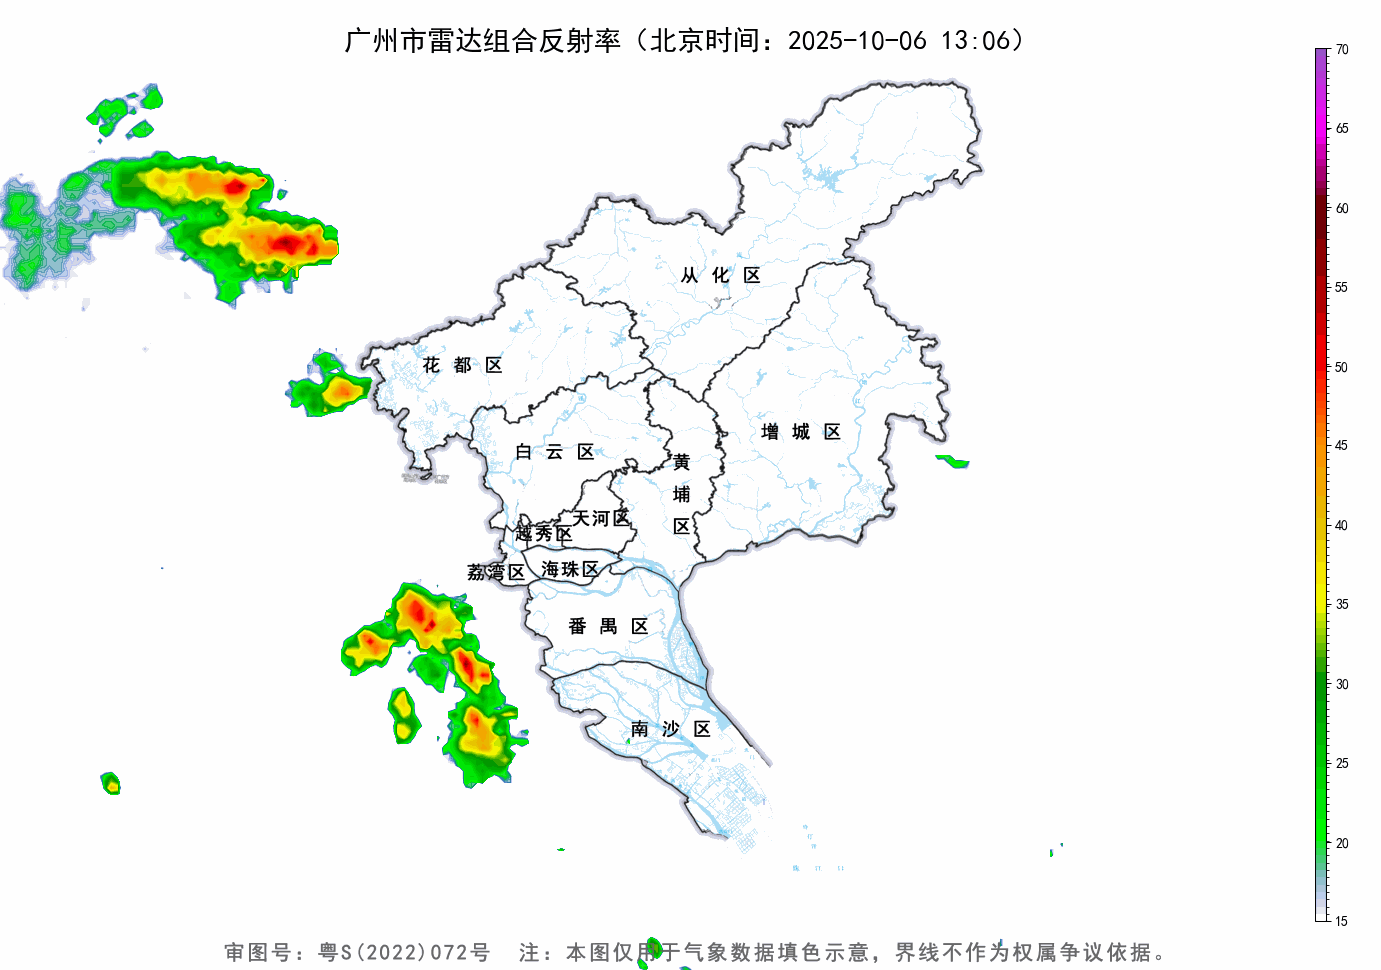 广州市雷达组合反射率（北京时间：2025-10-06 13:06）
70
65
60
55
50
45
40
35
30
25
20
15
从化区
花都区
增城区
白云区
黄埔区
天河区
越秀区
荔湾区
海珠区
番禺区
南沙区
审图号：粤S(2022)072号 注：本图仅用于气象数据填色示意，界线不作为权属争议依据。